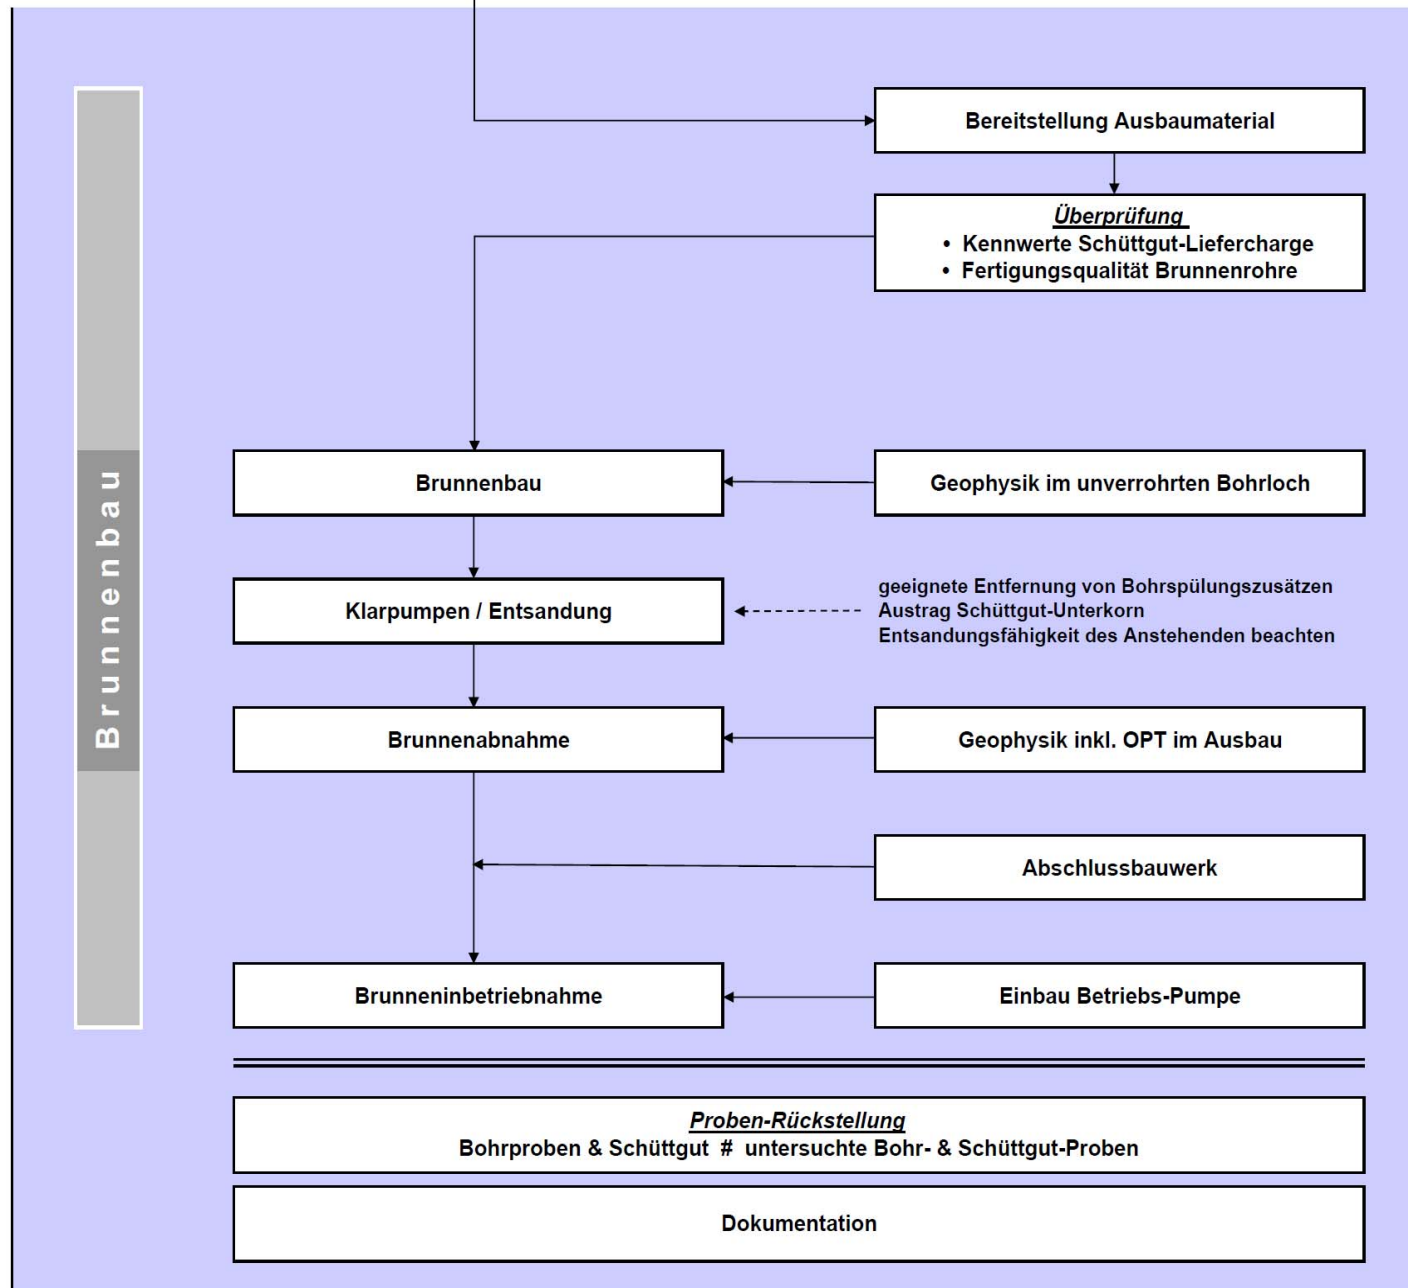 Bereitstellung Ausbaumaterial
Überprüfung
• Kennwerte Schüttgut-Liefercharge
• Fertigungsqualität Brunnenrohre
Brunnenbau
Brunnenbau
Geophysik im unverrohrten Bohrloch
Klarpumpen / Entsandung
geeignete Entfernung von Bohrspülungszusätzen
Austrag Schüttgut-Unterkorn
Entsandungsfähigkeit des Anstehenden beachten
Brunnenabnahme
Geophysik inkl. OPT im Ausbau
Abschlussbauwerk
Brunneninbetriebnahme
Einbau Betriebs-Pumpe
Proben-Rückstellung
Bohrproben & Schüttgut # untersuchte Bohr- & Schüttgut-Proben
Dokumentation